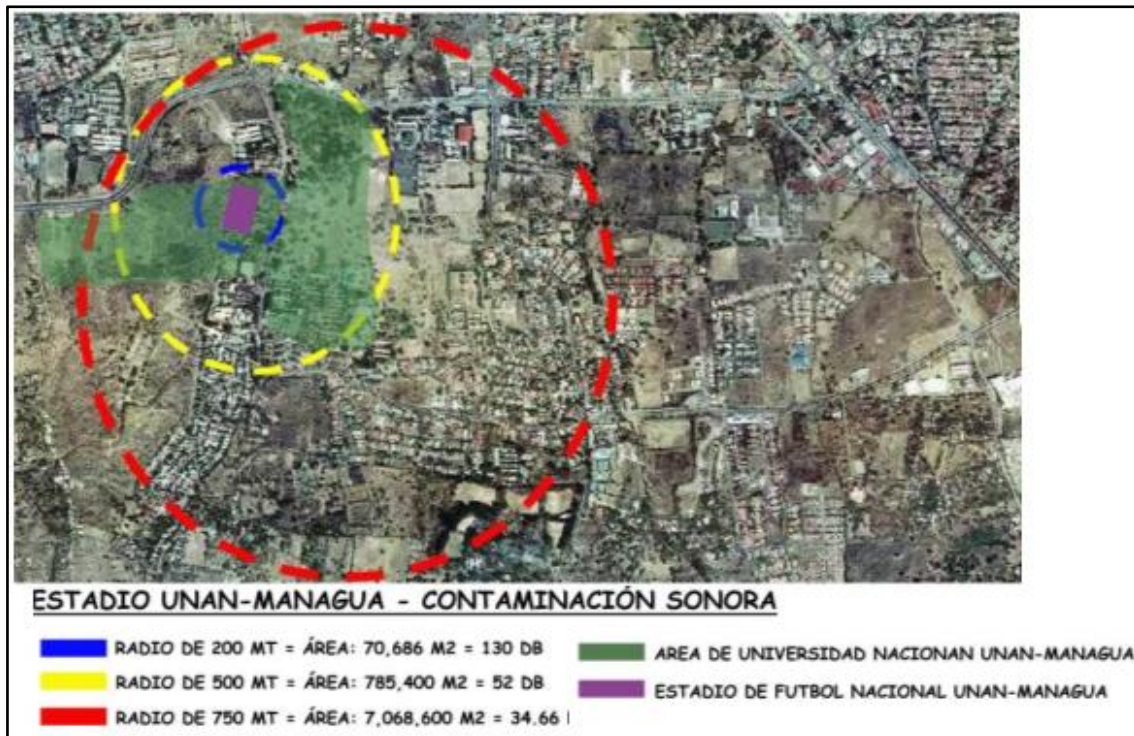 ESTADIO UNAN-MANAGUA - CONTAMINACIÓN SONORA
RADIO DE 200 MT = ÁREA: 70,686 M2 = 130 DB
RADIO DE 500 MT = ÁREA: 785,400 M2 = 52 DB
RADIO DE 750 MT = ÁREA: 7,068,600 M2 = 34.66
AREA DE UNIVERSIDAD NACIONAN UNAN-MANAGUA
ESTADIO DE FUTBOL NACIONAL UNAN-MANAGUA